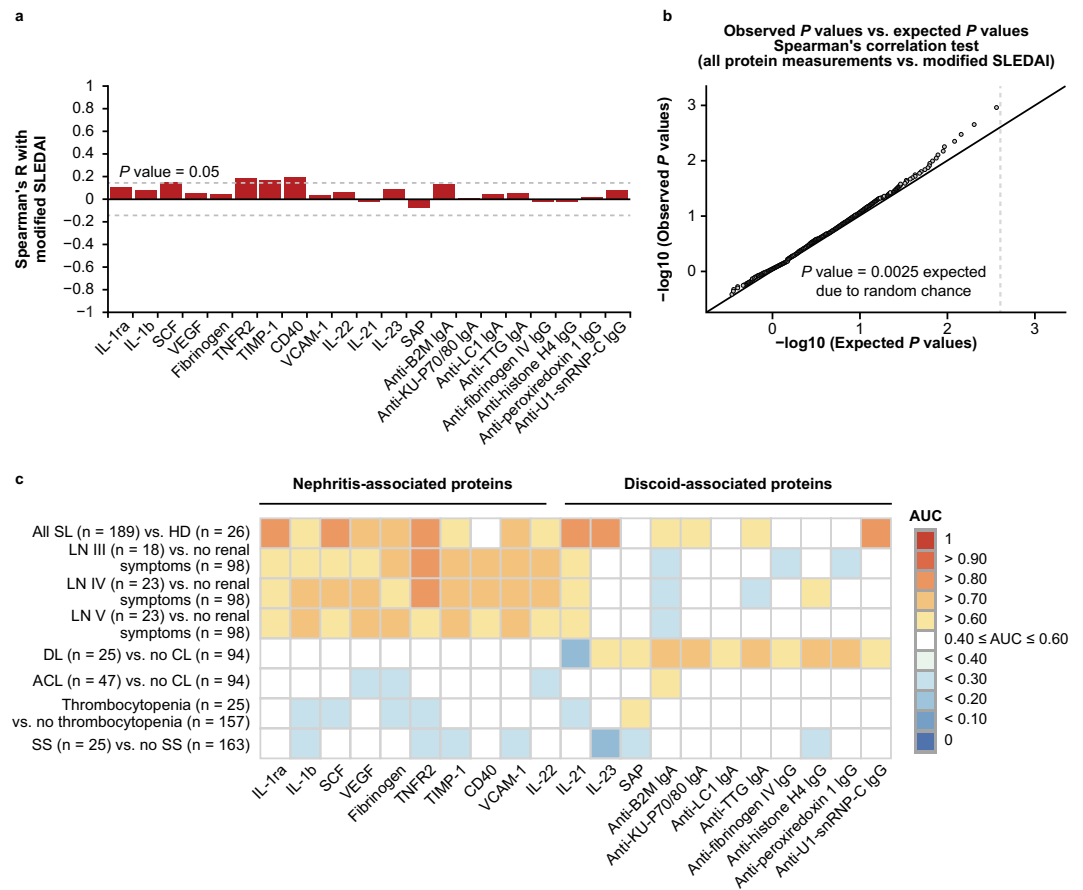 a
Spearman's R with
modified SLEDAI
1
0.8
0.6
0.4
0.2
0
−0.2
−0.4
−0.6
−0.8
−1
P value = 0.05
IL-1ra
IL-1b
SCF
VEGF
Fibrinogen
TNFR2
TIMP-1
CD40
VCAM-1
IL-22
IL-21
IL-23
SAP
Anti-B2M IgA
Anti-KU-P70/80 IgA
Anti-LC1 IgA
Anti-TTG IgA
Anti-fibrinogen IV IgG
Anti-histone H4 IgG
Anti-peroxiredoxin 1 IgG
Anti-U1-snRNP-C IgG
b
Observed P values vs. expected P values
Spearman's correlation test
(all protein measurements vs. modified SLEDAI)
−log10 (Observed P values)
3
2
1
0
P value = 0.0025 expected
due to random chance
0
1
2
3
−log10 (Expected P values)
c
Nephritis-associated proteins
Discoid-associated proteins
All SL (n = 189) vs. HD (n = 26)
LN III (n = 18) vs. no renal
symptoms (n = 98)
LN IV (n = 23) vs. no renal
symptoms (n = 98)
LN V (n = 23) vs. no renal
symptoms (n = 98)
DL (n = 25) vs. no CL (n = 94)
ACL (n = 47) vs. no CL (n = 94)
Thrombocytopenia (n = 25)
vs. no thrombocytopenia (n = 157)
SS (n = 25) vs. no SS (n = 163)
IL-1ra
IL-1b
SCF
VEGF
Fibrinogen
TNFR2
TIMP-1
CD40
VCAM-1
IL-22
IL-21
IL-23
SAP
Anti-B2M IgA
Anti-KU-P70/80 IgA
Anti-LC1 IgA
Anti-TTG IgA
Anti-fibrinogen IV IgG
Anti-histone H4 IgG
Anti-peroxiredoxin 1 IgG
Anti-U1-snRNP-C IgG
AUC
1
> 0.90
> 0.80
> 0.70
> 0.60
0.40 ≤ AUC ≤ 0.60
< 0.40
< 0.30
< 0.20
< 0.10
0